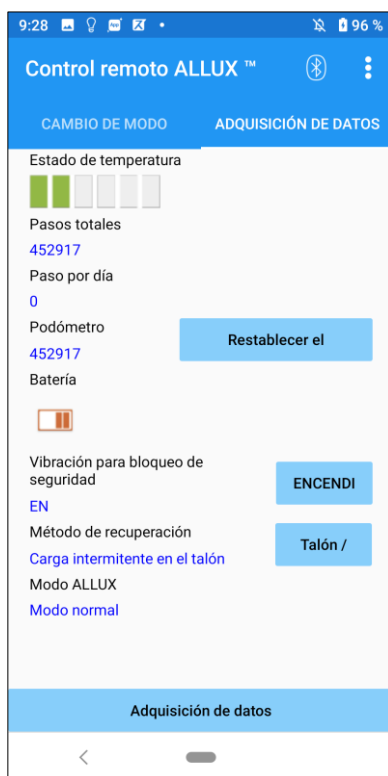 9:28 96 %
Control remoto ALLUX ™
CAMBIO DE MODO ADQUISICIÓN DE DATOS
Estado de temperatura
Pasos totales
452917
Paso por día
0
Podómetro
452917
Restablecer el
Batería
Vibración para bloqueo de
seguridad
EN
ENCENDI
Método de recuperación
Carga intermitente en el talón
Talón /
Modo ALLUX
Modo normal
Adquisición de datos